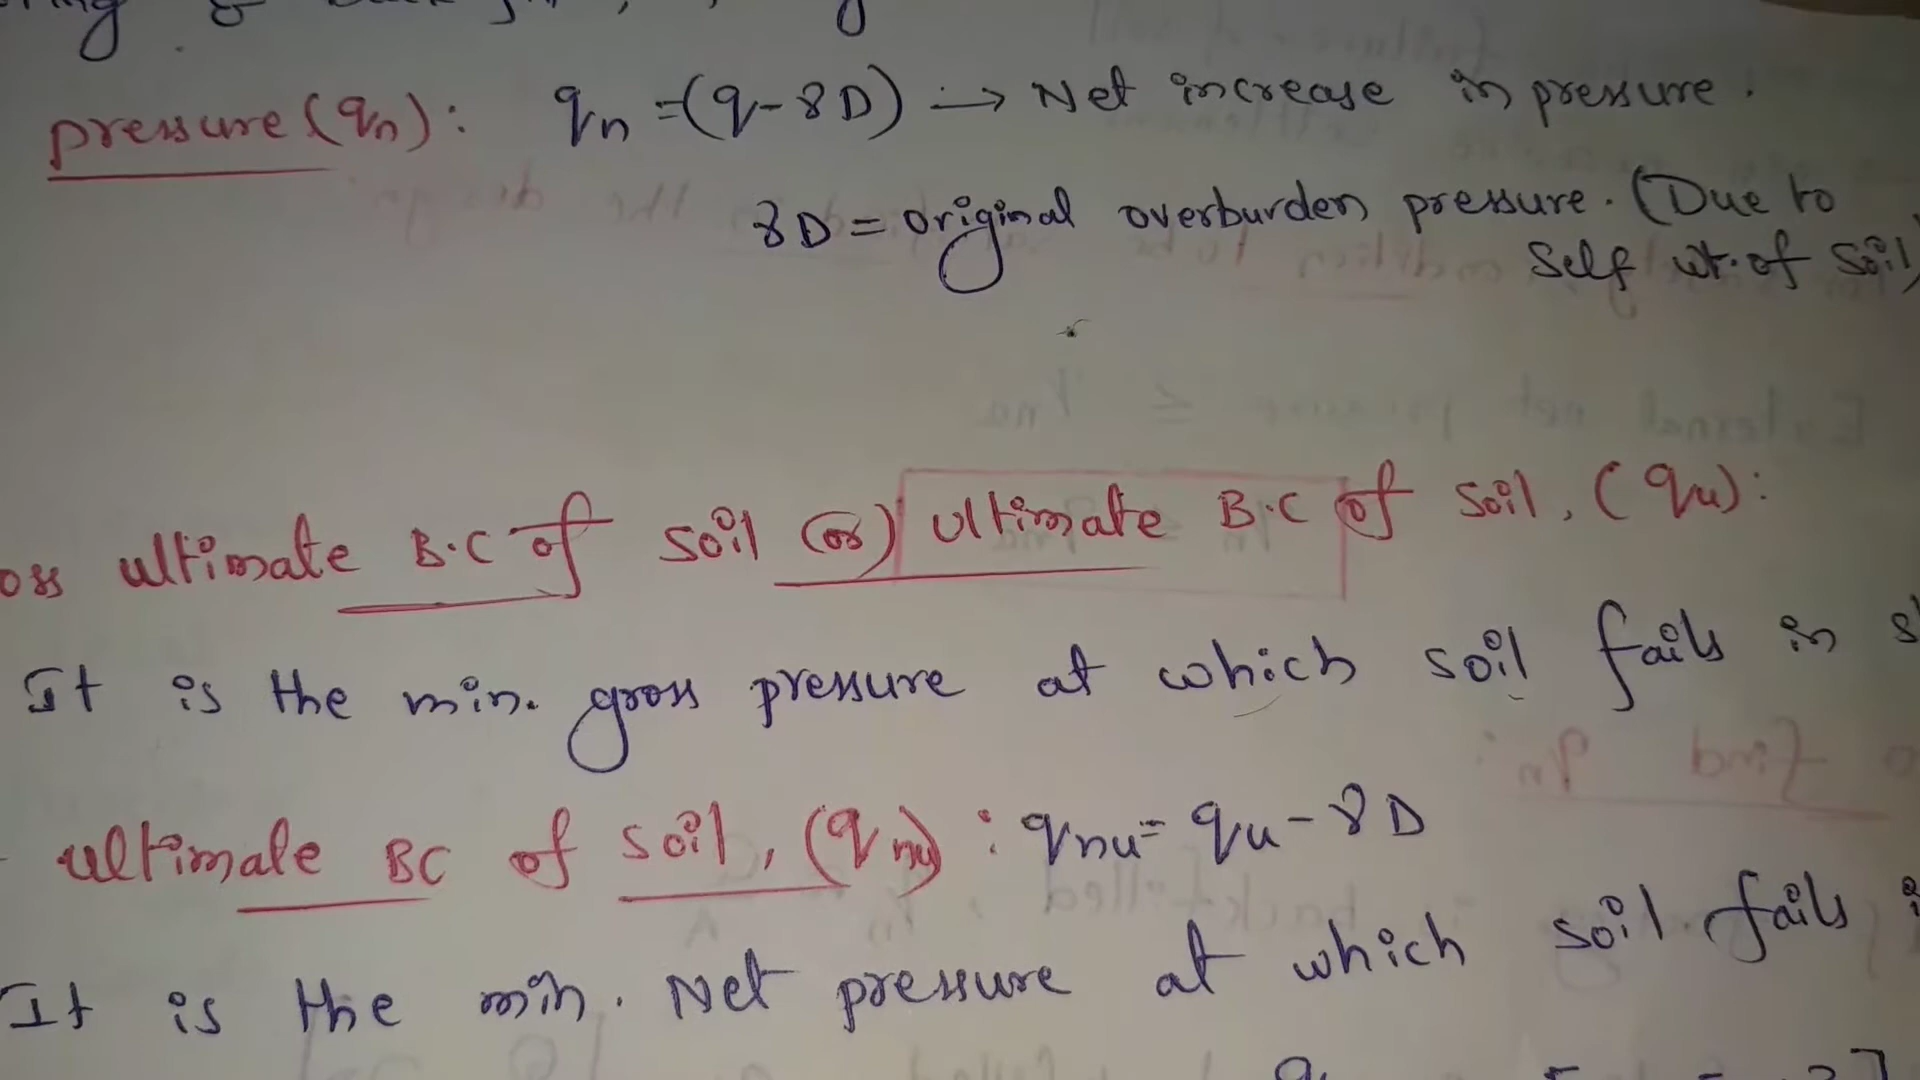 pressure (qn): qn = (q-γD) → Net increase in pressure.
γD = original overburden pressure. (Due to
self wt. of soil)
oss ultimate B.C of soil (or) ultimate B.C of soil, (qu):
It is the min. gross pressure at which soil fails in s
ultimate BC of soil, (qnu) : qnu = qu - γD
It is the min. Net pressure at which soil fails i